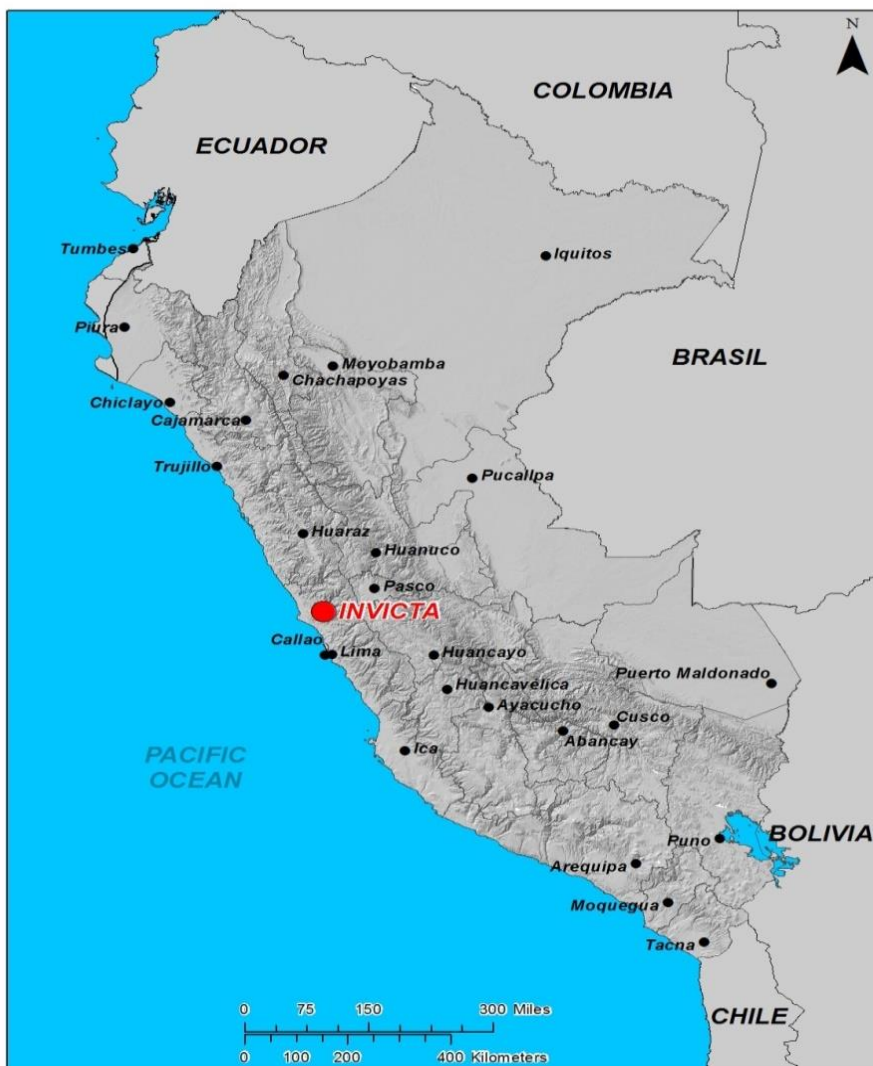 N
COLOMBIA
ECUADOR
Tumbes
Iquitos
Piura
BRASIL
Moyobamba
Chachapoyas
Chiclayo
Cajamarca
Trujillo
Pucallpa
Huaraz
Huanuco
Pasco
INVICTA
Callao
Lima
Huancayo
Puerto Maldonado
Huancavélica
Ayacucho
Cusco
Abancay
PACIFIC
OCEAN
Ica
BOLIVIA
Puno
Arequipa
Moquegua
Tacna
CHILE
0 75 150 300 Miles
0 100 200 400 Kilometers